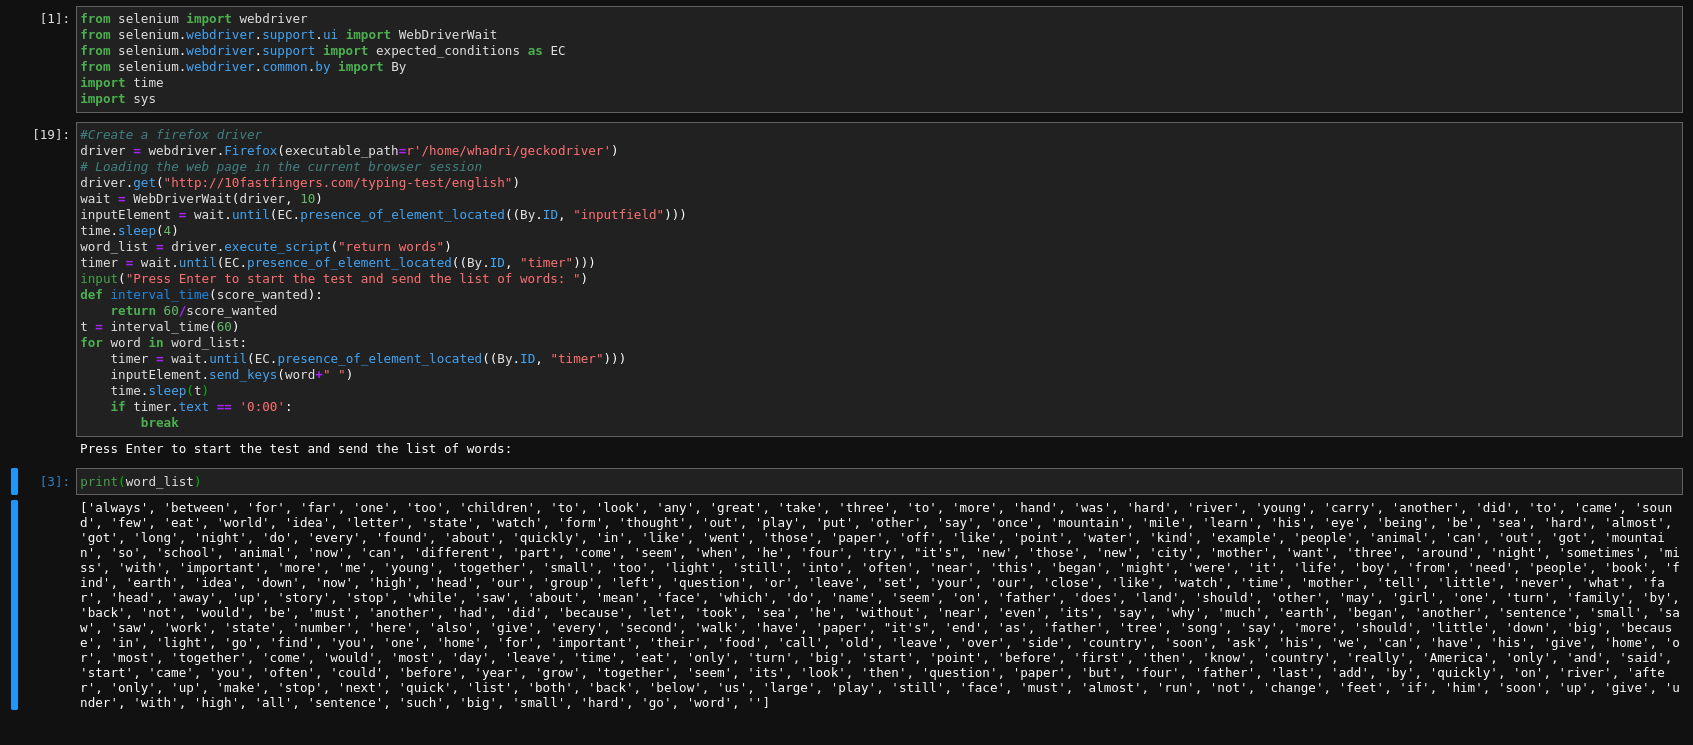 [1]:
from selenium import webdriver
from selenium.webdriver.support.ui import WebDriverWait
from selenium.webdriver.support import expected_conditions as EC
from selenium.webdriver.common.by import By
import time
import sys
[19]:
#Create a firefox driver
driver = webdriver.Firefox(executable_path=r'/home/whadri/geckodriver')
# Loading the web page in the current browser session
driver.get("http://10fastfingers.com/typing-test/english")
wait = WebDriverWait(driver, 10)
inputElement = wait.until(EC.presence_of_element_located((By.ID, "inputfield")))
time.sleep(4)
word_list = driver.execute_script("return words")
timer = wait.until(EC.presence_of_element_located((By.ID, "timer")))
input("Press Enter to start the test and send the list of words: ")
def interval_time(score_wanted):
    return 60/score_wanted
t = interval_time(60)
for word in word_list:
    timer = wait.until(EC.presence_of_element_located((By.ID, "timer")))
    inputElement.send_keys(word+" ")
    time.sleep(t)
    if timer.text == '0:00':
        break
Press Enter to start the test and send the list of words:
[3]:
print(word_list)
['always', 'between', 'for', 'far', 'one', 'too', 'children', 'to', 'look', 'any', 'great', 'take', 'three', 'to', 'more', 'hand', 'was', 'hard', 'river', 'young', 'carry', 'another', 'did', 'to', 'came', 'soun
d', 'few', 'eat', 'world', 'idea', 'letter', 'state', 'watch', 'form', 'thought', 'out', 'play', 'put', 'other', 'say', 'once', 'mountain', 'mile', 'learn', 'his', 'eye', 'being', 'be', 'sea', 'hard', 'almost',
'got', 'long', 'night', 'do', 'every', 'found', 'about', 'quickly', 'in', 'like', 'went', 'those', 'paper', 'off', 'like', 'point', 'water', 'kind', 'example', 'people', 'animal', 'can', 'out', 'got', 'mountai
n', 'so', 'school', 'animal', 'now', 'can', 'different', 'part', 'come', 'seem', 'when', 'he', 'four', 'try', "it's", 'new', 'those', 'new', 'city', 'mother', 'want', 'three', 'around', 'night', 'sometimes', 'mi
ss', 'with', 'important', 'more', 'me', 'young', 'together', 'small', 'too', 'light', 'still', 'into', 'often', 'near', 'this', 'began', 'might', 'were', 'it', 'life', 'boy', 'from', 'need', 'people', 'book', 'f
ind', 'earth', 'idea', 'down', 'now', 'high', 'head', 'our', 'group', 'left', 'question', 'or', 'leave', 'set', 'your', 'our', 'close', 'like', 'watch', 'time', 'mother', 'tell', 'little', 'never', 'what', 'fa
r', 'head', 'away', 'up', 'story', 'stop', 'while', 'saw', 'about', 'mean', 'face', 'which', 'do', 'name', 'seem', 'on', 'father', 'does', 'land', 'should', 'other', 'may', 'girl', 'one', 'turn', 'family', 'by',
'back', 'not', 'would', 'be', 'must', 'another', 'had', 'did', 'because', 'let', 'took', 'sea', 'he', 'without', 'near', 'even', 'its', 'say', 'why', 'much', 'earth', 'began', 'another', 'sentence', 'small', 'sa
w', 'saw', 'work', 'state', 'number', 'here', 'also', 'give', 'every', 'second', 'walk', 'have', 'paper', "it's", 'end', 'as', 'father', 'tree', 'song', 'say', 'more', 'should', 'little', 'down', 'big', 'becaus
e', 'in', 'light', 'go', 'find', 'you', 'one', 'home', 'for', 'important', 'their', 'food', 'call', 'old', 'leave', 'over', 'side', 'country', 'soon', 'ask', 'his', 'we', 'can', 'have', 'his', 'give', 'home', 'o
r', 'most', 'together', 'come', 'would', 'most', 'day', 'leave', 'time', 'eat', 'only', 'turn', 'big', 'start', 'point', 'before', 'first', 'then', 'know', 'country', 'really', 'America', 'only', 'and', 'said',
'start', 'came', 'you', 'often', 'could', 'before', 'year', 'grow', 'together', 'seem', 'its', 'look', 'then', 'question', 'paper', 'but', 'four', 'father', 'last', 'add', 'by', 'quickly', 'on', 'river', 'afte
r', 'only', 'up', 'make', 'stop', 'next', 'quick', 'list', 'both', 'back', 'below', 'us', 'large', 'play', 'still', 'face', 'must', 'almost', 'run', 'not', 'change', 'feet', 'if', 'him', 'soon', 'up', 'give', 'u
nder', 'with', 'high', 'all', 'sentence', 'such', 'big', 'small', 'hard', 'go', 'word', '']